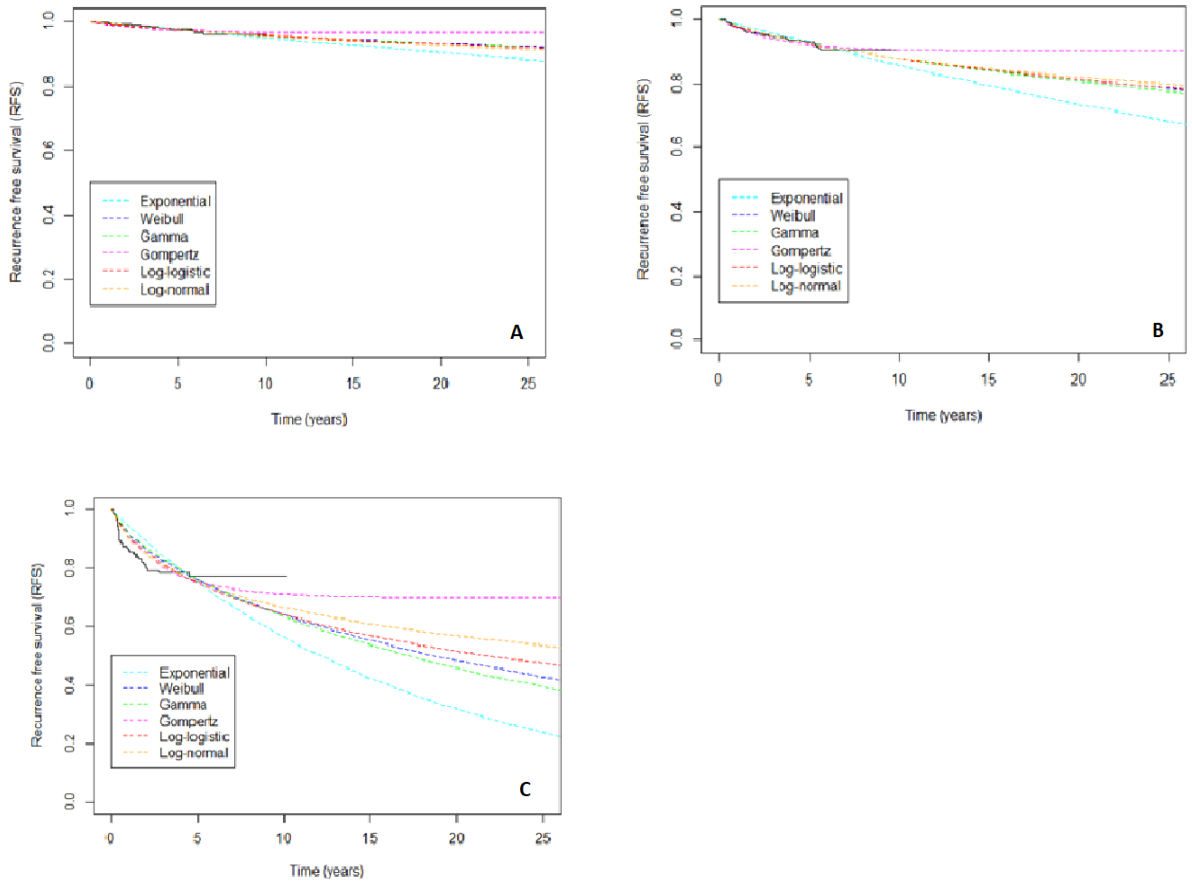 Recurrence free survival (RFS)
1.0
0.8
0.6
0.4
0.2
0.0
Exponential
Weibull
Gamma
Gompertz
Log-logistic
Log-normal
A
0 5 10 15 20 25
Time (years)
Recurrence free survival (RFS)
1.0
0.8
0.6
0.4
0.2
0.0
Exponential
Weibull
Gamma
Gompertz
Log-logistic
Log-normal
B
0 5 10 15 20 25
Time (years)
Recurrence free survival (RFS)
1.0
0.8
0.6
0.4
0.2
0.0
Exponential
Weibull
Gamma
Gompertz
Log-logistic
Log-normal
C
0 5 10 15 20 25
Time (years)